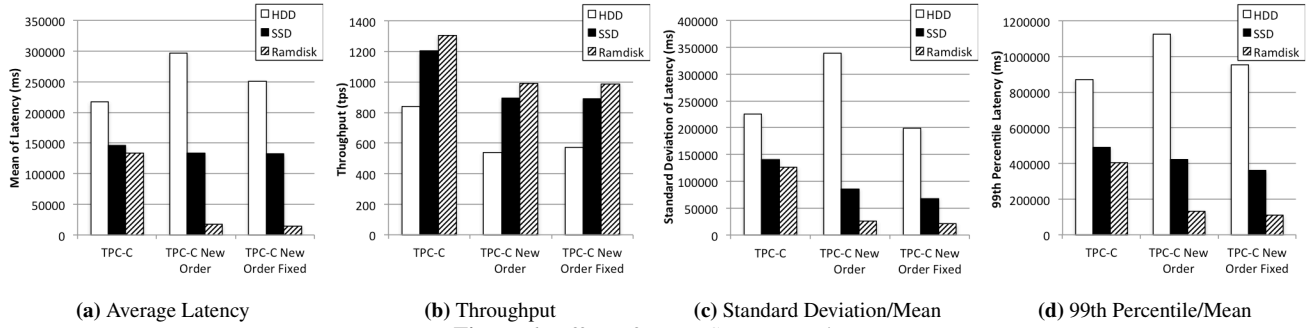 Mean of Latency (ms)
350000
300000
250000
200000
150000
100000
50000
0
HDD
SSD
Ramdisk
TPC-C
TPC-C New
Order
TPC-C New
Order Fixed
(a) Average Latency
Throughput (tps)
1400
1200
1000
800
600
400
200
0
HDD
SSD
Ramdisk
TPC-C
TPC-C New
Order
TPC-C New
Order Fixed
(b) Throughput
Standard Deviation of Latency (ms)
400000
350000
300000
250000
200000
150000
100000
50000
0
HDD
SSD
Ramdisk
TPC-C
TPC-C New
Order
TPC-C New
Order Fixed
(c) Standard Deviation/Mean
99th Percentile Latency (ms)
1200000
1000000
800000
600000
400000
200000
0
HDD
SSD
Ramdisk
TPC-C
TPC-C New
Order
TPC-C New
Order Fixed
(d) 99th Percentile/Mean